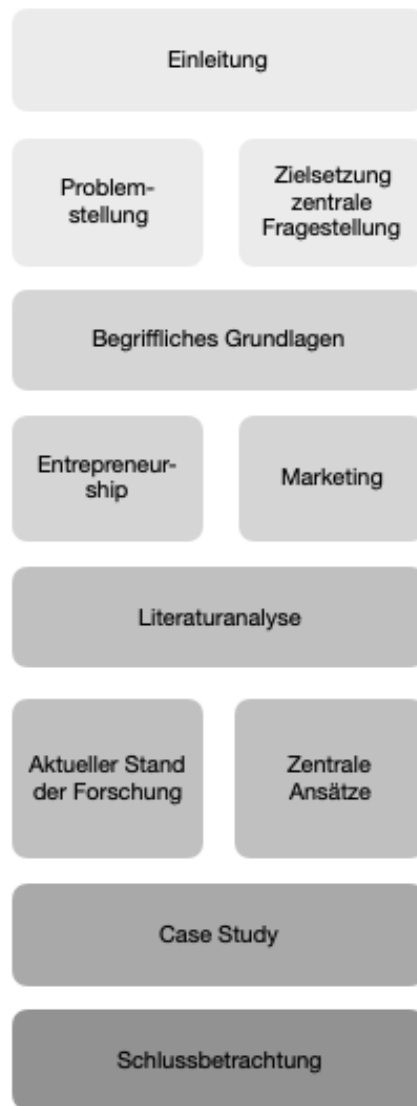 Einleitung
Problem-
stellung
Zielsetzung
zentrale
Fragestellung
Begriffliches Grundlagen
Entrepreneur-
ship
Marketing
Literaturanalyse
Aktueller Stand
der Forschung
Zentrale
Ansätze
Case Study
Schlussbetrachtung